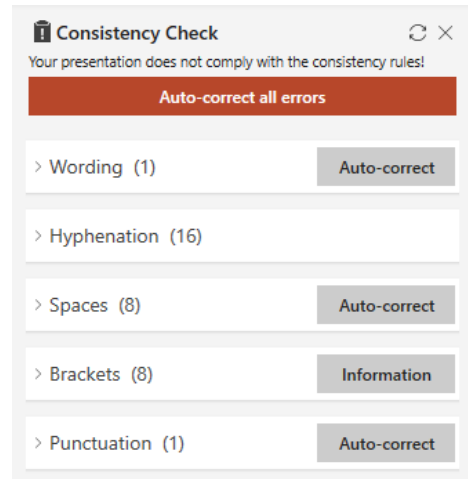 Consistency Check
Your presentation does not comply with the consistency rules!
Auto-correct all errors
Wording (1) Auto-correct
Hyphenation (16)
Spaces (8) Auto-correct
Brackets (8) Information
Punctuation (1) Auto-correct